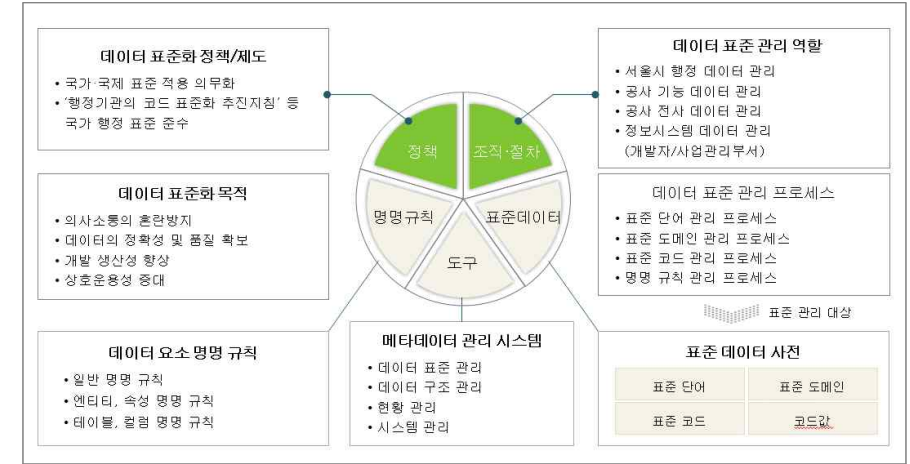 데이터 표준화 정책/제도
• 국가·국제 표준 적용 의무화
• ‘행정기관의 코드 표준화 추진지침’ 등
국가 행정 표준 준수
데이터 표준 관리 역할
• 서울시 행정 데이터 관리
• 공사 기능 데이터 관리
• 공사 전사 데이터 관리
• 정보시스템 데이터 관리
(개발자/사업관리부서)
정책
조직·절차
명명규칙
표준데이터
도구
데이터 표준화 목적
• 의사소통의 혼란방지
• 데이터의 정확성 및 품질 확보
• 개발 생산성 향상
• 상호운용성 증대
데이터 표준 관리 프로세스
• 표준 단어 관리 프로세스
• 표준 도메인 관리 프로세스
• 표준 코드 관리 프로세스
• 명명 규칙 관리 프로세스
표준 관리 대상
데이터 요소 명명 규칙
• 일반 명명 규칙
• 엔티티, 속성 명명 규칙
• 테이블, 컬럼 명명 규칙
메타데이터 관리 시스템
• 데이터 표준 관리
• 데이터 구조 관리
• 현황 관리
• 시스템 관리
표준 데이터 사전
표준 단어
표준 도메인
표준 코드
코드값